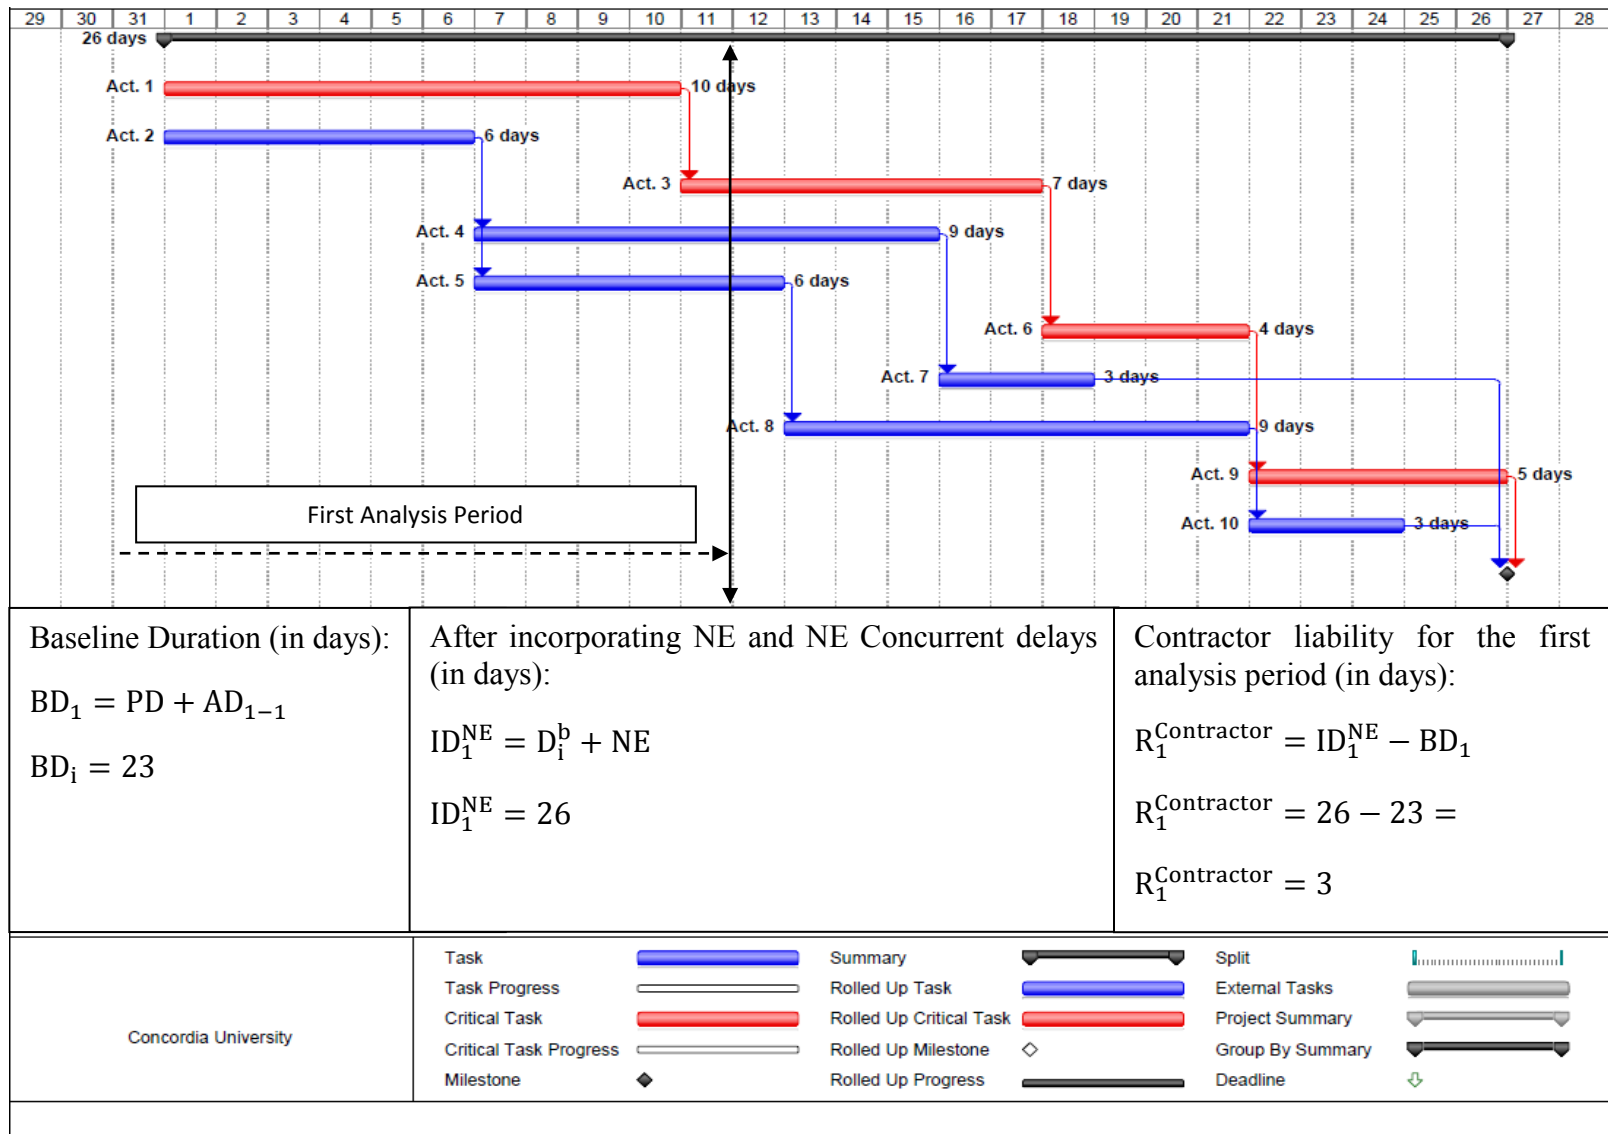 29 30 31 1 2 3 4 5 6 7 8 9 10 11 12 13 14 15 16 17 18 19 20 21 22 23 24 25 26 27 28
26 days
Act. 1 10 days
Act. 2 6 days
Act. 3 7 days
Act. 4 9 days
Act. 5 6 days
Act. 6 4 days
Act. 7 3 days
Act. 8 9 days
Act. 9 5 days
First Analysis Period
Act. 10 3 days
Baseline Duration (in days):
BD₁ = PD + AD₁₋₁
BDᵢ = 23
After incorporating NE and NE Concurrent delays
(in days):
ID₁^NE = Dᵢ^b + NE
ID₁^NE = 26
Contractor liability for the first
analysis period (in days):
R₁^Contractor = ID₁^NE − BD₁
R₁^Contractor = 26 − 23 =
R₁^Contractor = 3
Concordia University
Task Summary Split
Task Progress Rolled Up Task External Tasks
Critical Task Rolled Up Critical Task Project Summary
Critical Task Progress Rolled Up Milestone Group By Summary
Milestone Rolled Up Progress Deadline